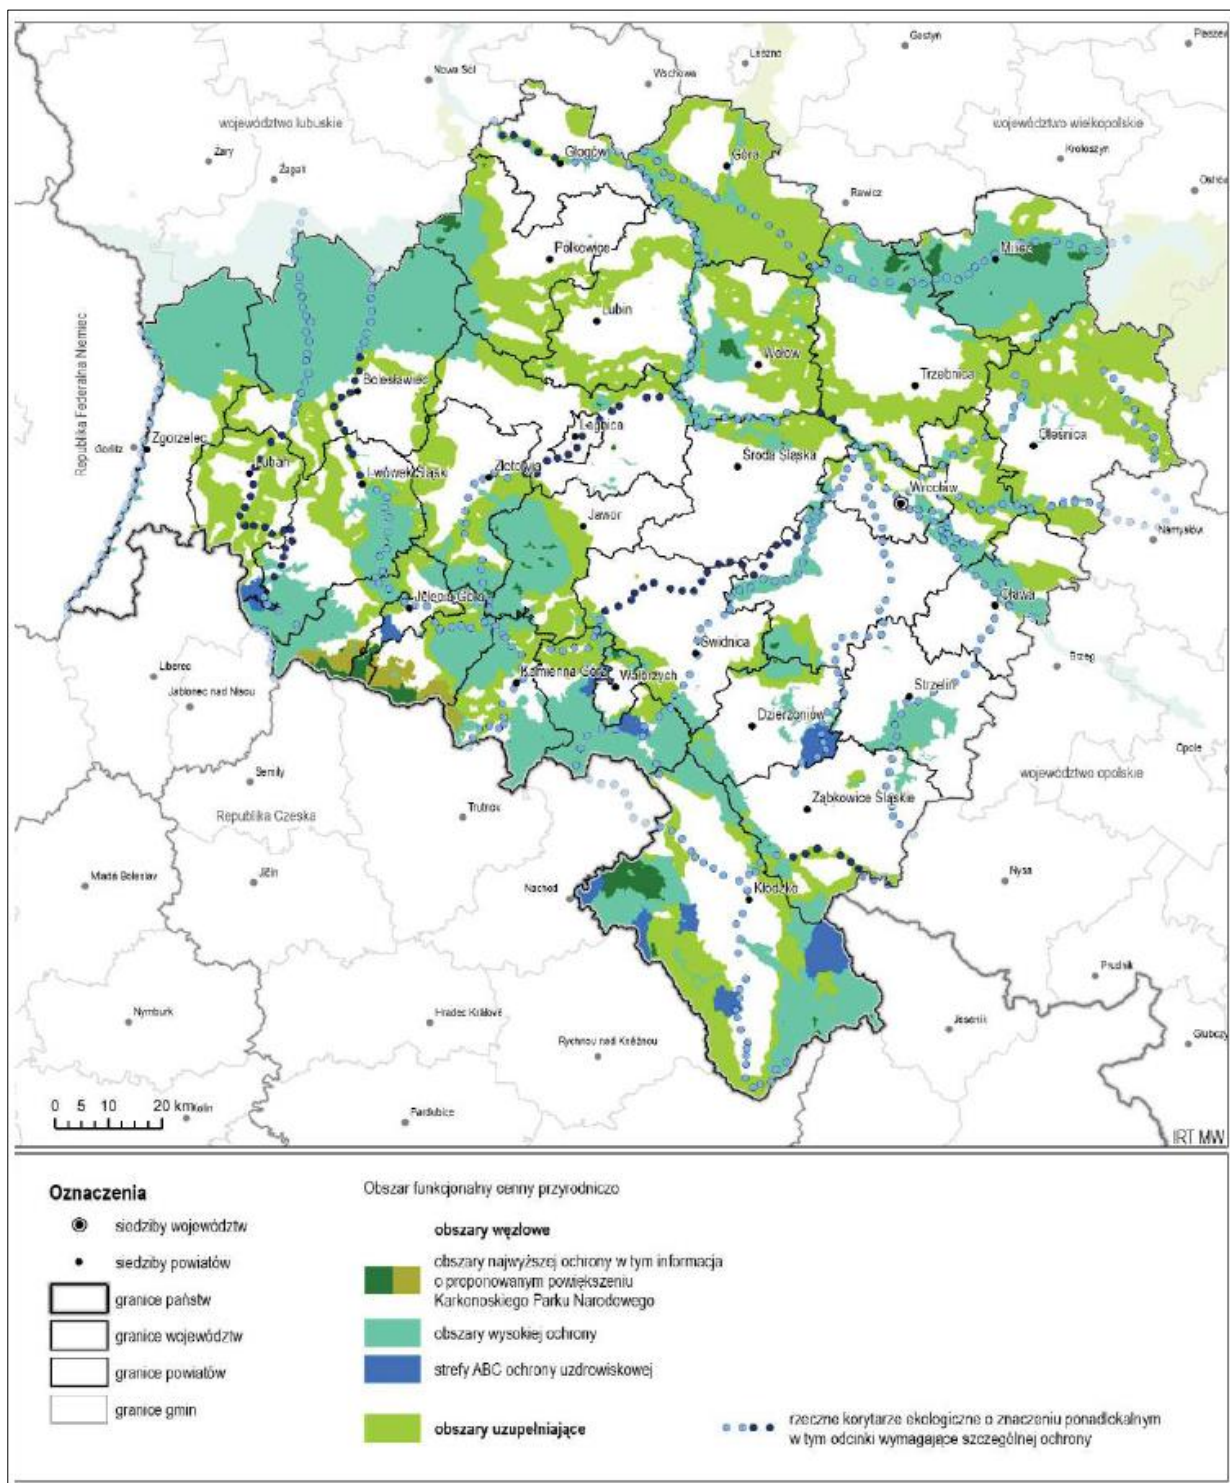 Gostyń
Pleszew
Leszno
Nowa Sól
Wschowa
województwo lubuskie
województwo wielkopolskie
Głogów
Góra
Krotoszyn
Żary
Żagań
Rawicz
Ostrów
Polkowice
Milicz
Republika Federalna Niemiec
Lubin
Wołów
Bolesławiec
Trzebnica
Görlitz
Zgorzelec
Legnica
Oleśnica
Lubań
Lwówek Śląski
Złotoryja
Środa Śląska
Wrocław
Jawor
Namysłów
Jelenia Góra
Oława
Liberec
Świdnica
Brzeg
Jablonec nad Nisou
Kamienna Góra
Wałbrzych
Strzelin
Dzierżoniów
Opole
Semily
województwo opolskie
Republika Czeska
Trutnov
Ząbkowice Śląskie
Mladá Boleslav
Jičín
Nachod
Kłodzko
Nysa
Prudnik
Nymburk
Hradec Králové
Jesenik
Głubczy
Rychnov nad Kněžnou
0 5 10 20 km
Kolín
Pardubice
IRT MW
Oznaczenia
siedziby województw
siedziby powiatów
granice państw
granice województw
granice powiatów
granice gmin
Obszar funkcjonalny cenny przyrodniczo
obszary węzłowe
obszary najwyższej ochrony w tym informacja
o proponowanym powiększeniu
Karkonoskiego Parku Narodowego
obszary wysokiej ochrony
strefy ABC ochrony uzdrowiskowej
obszary uzupełniające
rzeczne korytarze ekologiczne o znaczeniu ponadlokalnym
w tym odcinki wymagające szczególnej ochrony